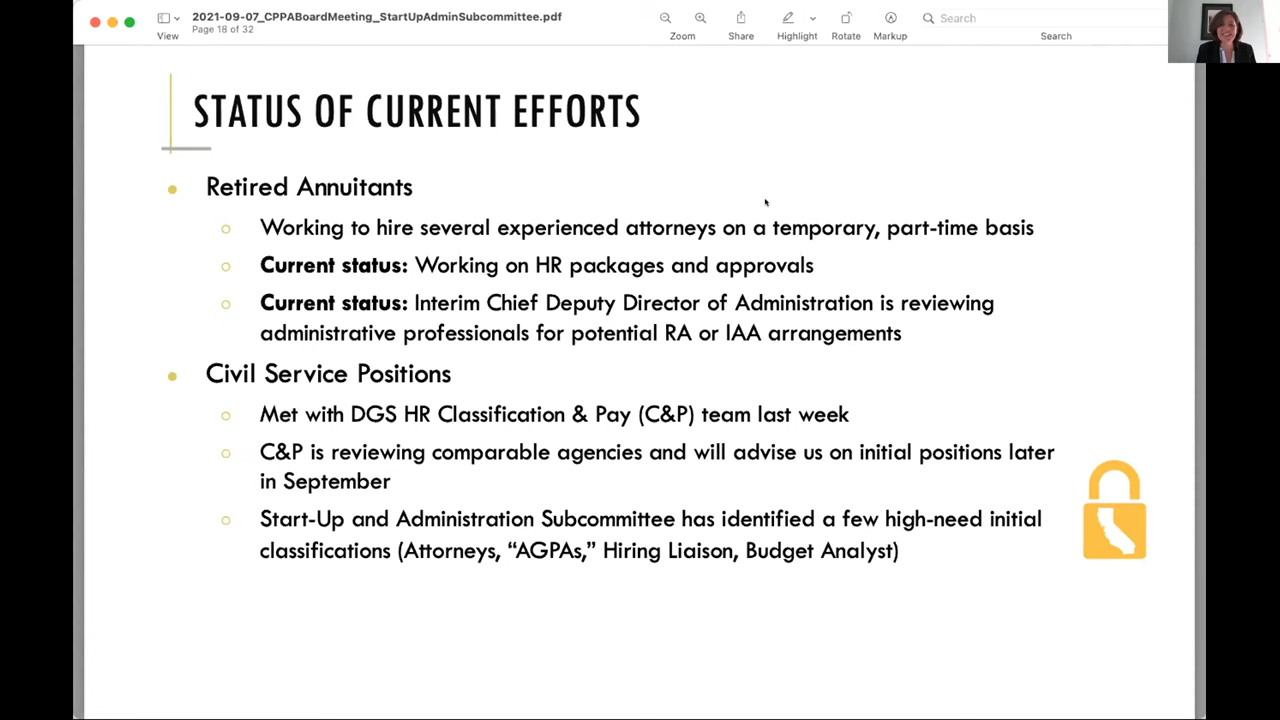 2021-09-07_CPPABoardMeeting_StartUpAdminSubcommittee.pdf
Page 18 of 32
View
Zoom
Share
Highlight
Rotate
Markup
Search
Search
STATUS OF CURRENT EFFORTS
Retired Annuitants
Working to hire several experienced attorneys on a temporary, part-time basis
Current status: Working on HR packages and approvals
Current status: Interim Chief Deputy Director of Administration is reviewing
administrative professionals for potential RA or IAA arrangements
Civil Service Positions
Met with DGS HR Classification & Pay (C&P) team last week
C&P is reviewing comparable agencies and will advise us on initial positions later
in September
Start-Up and Administration Subcommittee has identified a few high-need initial
classifications (Attorneys, “AGPAs,” Hiring Liaison, Budget Analyst)